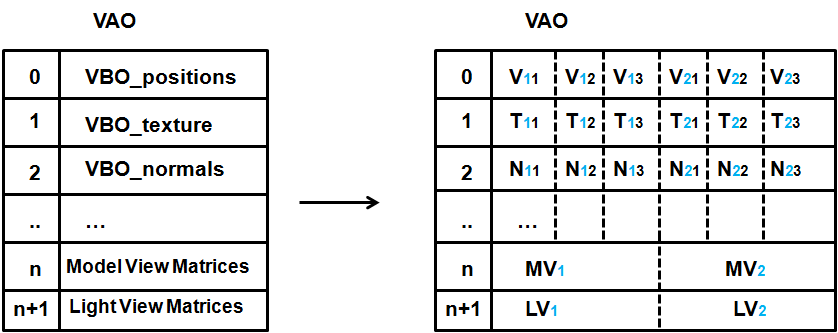 VAO
0 VBO_positions
1 VBO_texture
2 VBO_normals
.. ...
n Model View Matrices
n+1 Light View Matrices
VAO
0 V11 V12 V13 V21 V22 V23
1 T11 T12 T13 T21 T22 T23
2 N11 N12 N13 N21 N22 N23
.. ...
n MV1 MV2
n+1 LV1 LV2